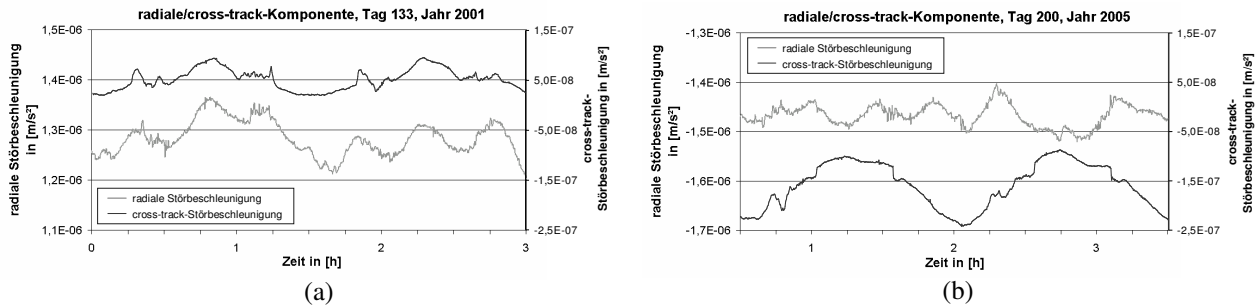 radiale/cross-track-Komponente, Tag 133, Jahr 2001
radiale Störbeschleunigung
in [m/s²]
1,5E-06
1,4E-06
1,3E-06
1,2E-06
1,1E-06
1,5E-07
5,0E-08
-5,0E-08
-1,5E-07
-2,5E-07
cross-track-
Störbeschleunigung in [m/s²]
radiale Störbeschleunigung
cross-track-Störbeschleunigung
0 1 2 3
Zeit in [h]
(a)
radiale/cross-track-Komponente, Tag 200, Jahr 2005
radiale Störbeschleunigung
in [m/s²]
-1,3E-06
-1,4E-06
-1,5E-06
-1,6E-06
-1,7E-06
1,5E-07
5,0E-08
-5,0E-08
-1,5E-07
-2,5E-07
cross-track-
Störbeschleunigung in [m/s²]
radiale Störbeschleunigung
cross-track-Störbeschleunigung
1 2 3
Zeit in [h]
(b)